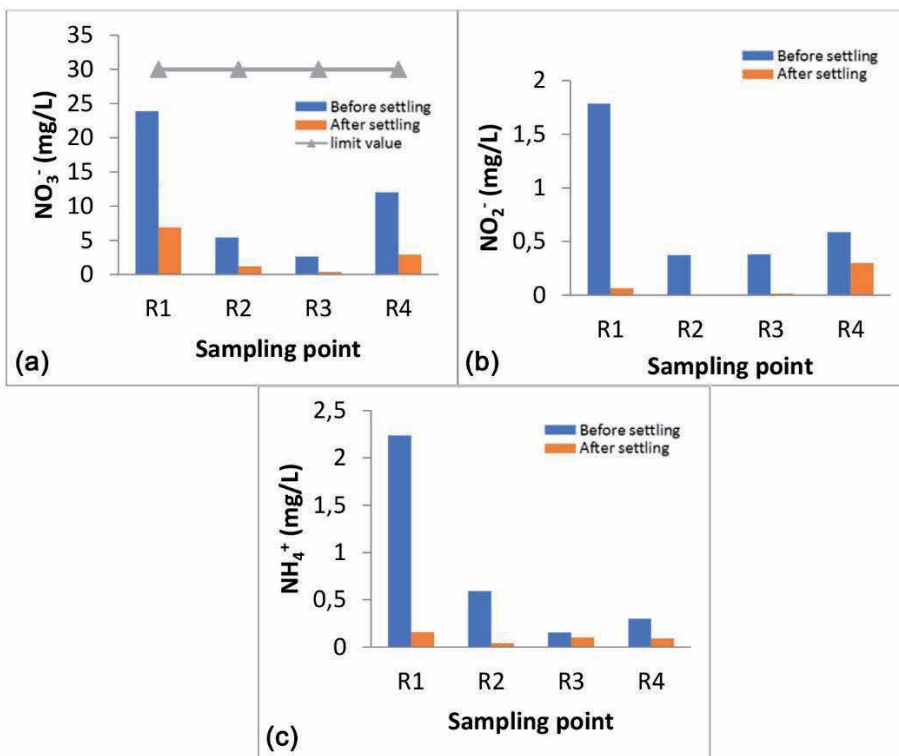 35
30
25
20
15
10
5
0
NO₃⁻ (mg/L)
Before settling
After settling
limit value
R1 R2 R3 R4
Sampling point
(a)
2
1,5
1
0,5
0
NO₂⁻ (mg/L)
Before settling
After settling
R1 R2 R3 R4
Sampling point
(b)
2,5
2
1,5
1
0,5
0
NH₄⁺ (mg/L)
Before settling
After settling
R1 R2 R3 R4
Sampling point
(c)